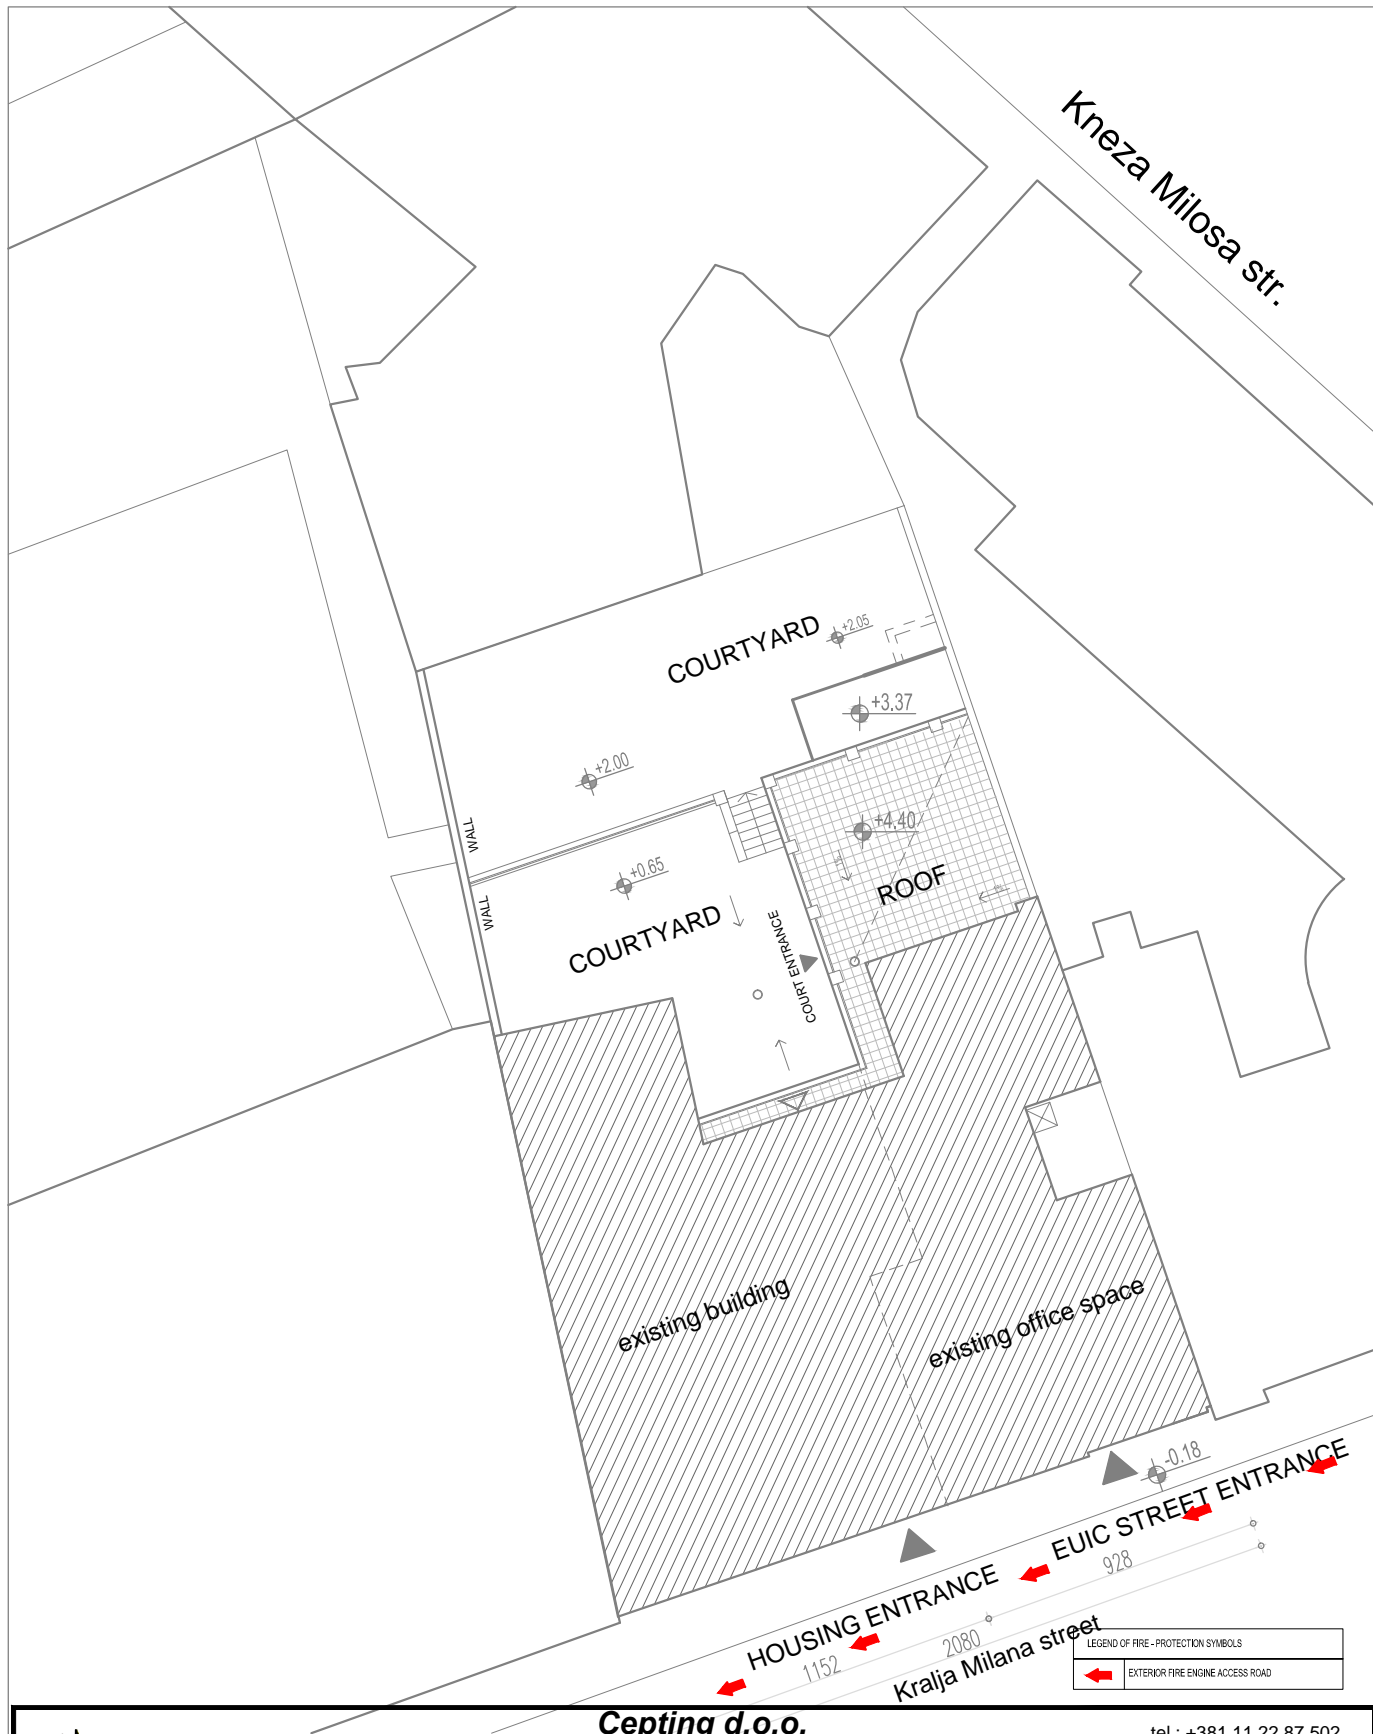 Kneza Milosa str.
COURTYARD
+2.05
+3.37
+2.00
WALL
+4.40
+0.65
ROOF
WALL
COURTYARD
COURT ENTRANCE
existing building
existing office space
-0.18
EUIC STREET ENTRANCE
928
HOUSING ENTRANCE
2080
1152
Kralja Milana street
LEGEND OF FIRE - PROTECTION SYMBOLS
EXTERIOR FIRE ENGINE ACCESS ROAD
Cepting d.o.o.
tel.: +381 11 22 87 502